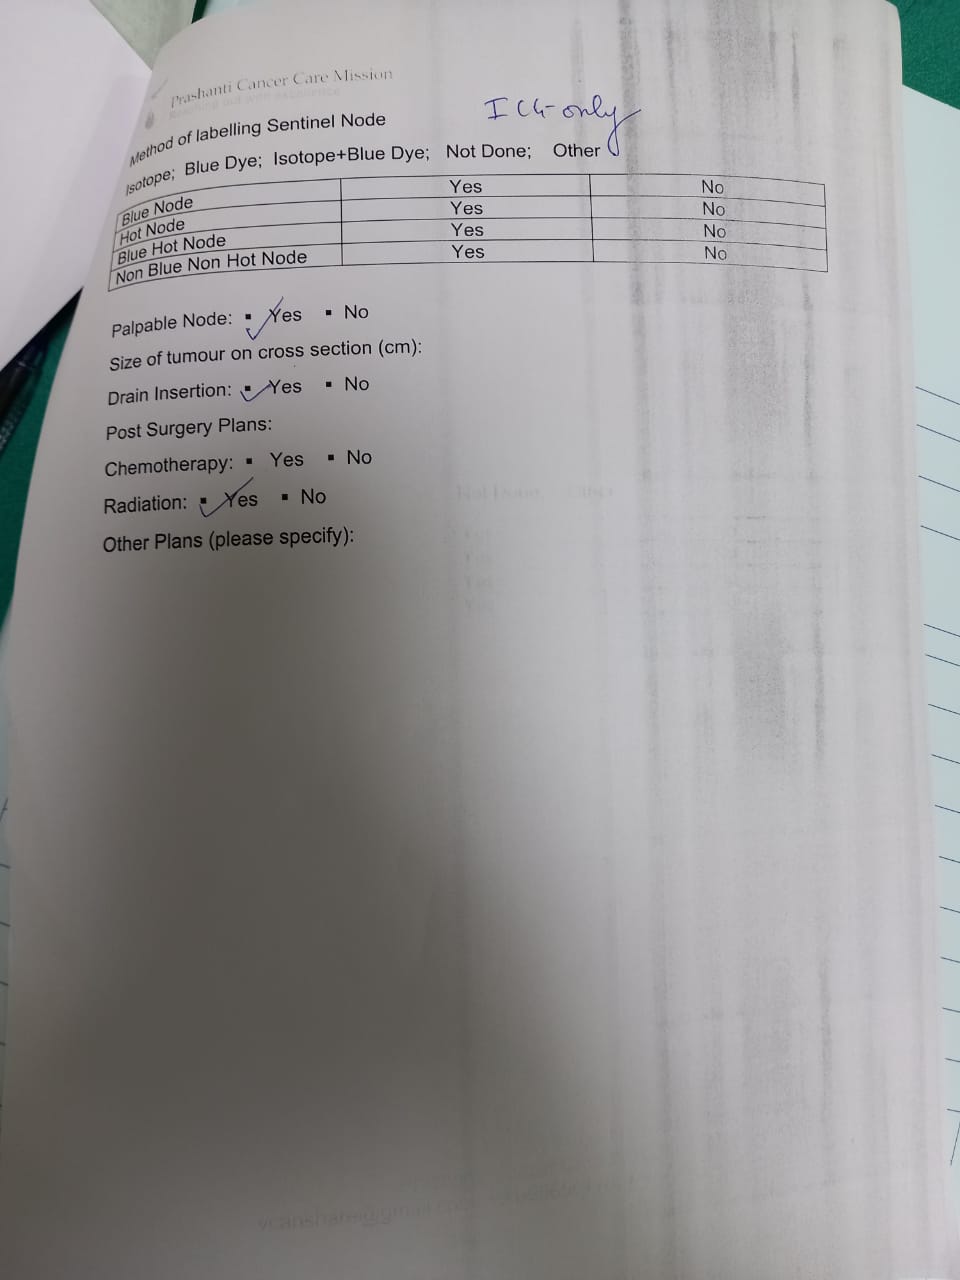 Prashanti Cancer Care Mission
ICG-only
Method of labelling Sentinel Node
Isotope; Blue Dye; Isotope+Blue Dye; Not Done; Other
Blue Node Yes No
Hot Node Yes No
Blue Hot Node Yes No
Non Blue Non Hot Node Yes No
Palpable Node: ▪ Yes ▪ No
Size of tumour on cross section (cm):
Drain Insertion: ▪ Yes ▪ No
Post Surgery Plans:
Chemotherapy: ▪ Yes ▪ No
Radiation: ▪ Yes ▪ No
Other Plans (please specify):